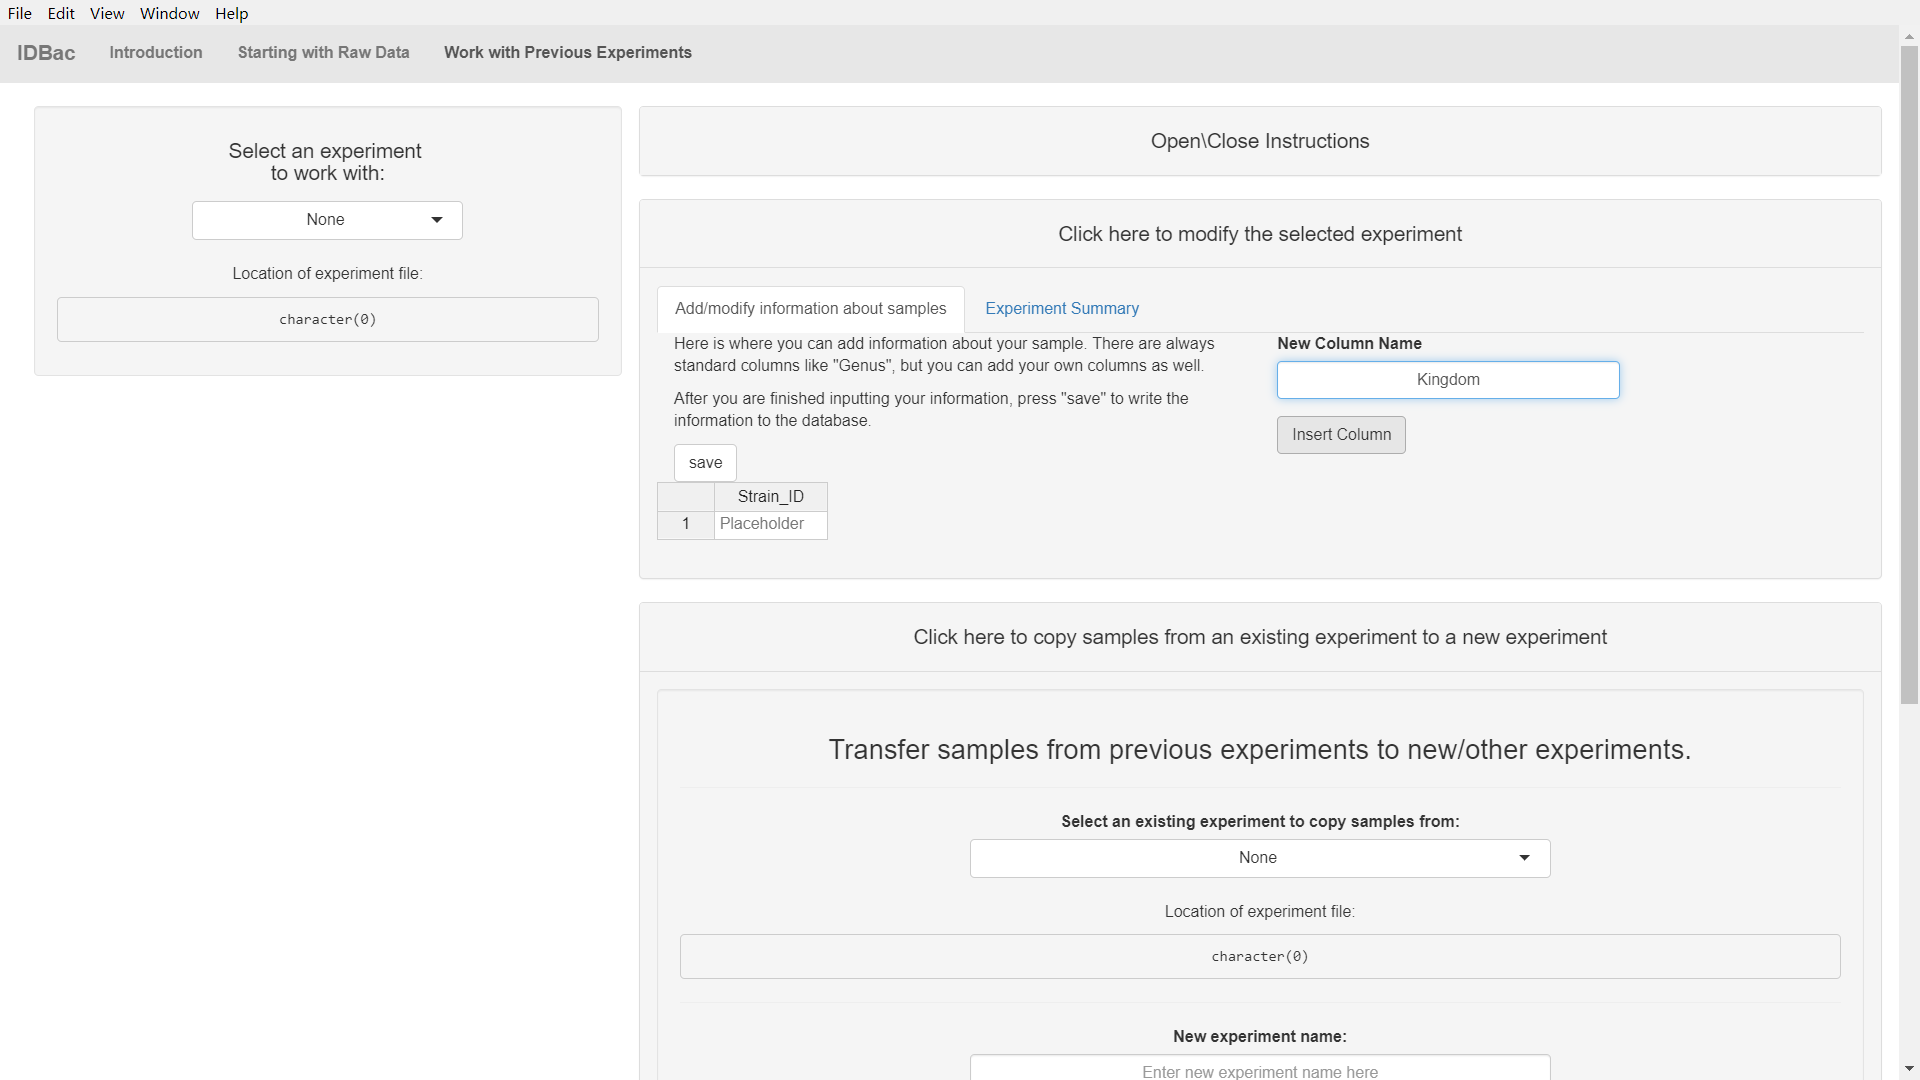 File Edit View Window Help
IDBac Introduction Starting with Raw Data Work with Previous Experiments
Select an experiment
to work with:
None
Location of experiment file:
character(0)
Open\Close Instructions
Click here to modify the selected experiment
Add/modify information about samples Experiment Summary
Here is where you can add information about your sample. There are always
standard columns like "Genus", but you can add your own columns as well.
After you are finished inputting your information, press "save" to write the
information to the database.
save
New Column Name
Kingdom
Insert Column
Strain_ID
1 Placeholder
Click here to copy samples from an existing experiment to a new experiment
Transfer samples from previous experiments to new/other experiments.
Select an existing experiment to copy samples from:
None
Location of experiment file:
character(0)
New experiment name:
Enter new experiment name here